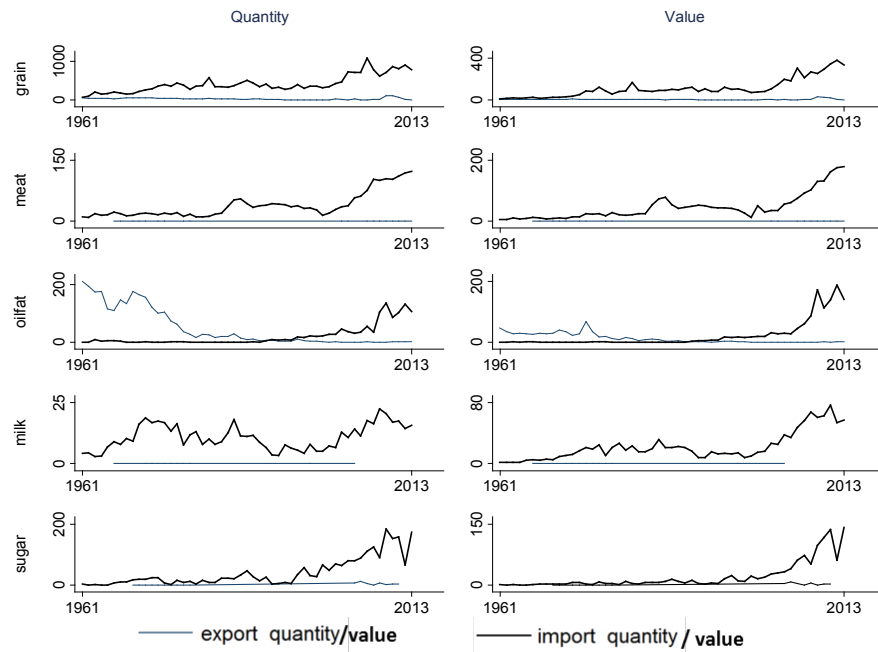 Quantity Value
grain 1000 0 400 0
1961 2013 1961 2013
meat 150 0 200 0
1961 2013 1961 2013
oilfat 200 0 200 0
1961 2013 1961 2013
milk 25 0 80 0
1961 2013 1961 2013
sugar 200 0 150 0
1961 2013 1961 2013
export quantity/value import quantity / value